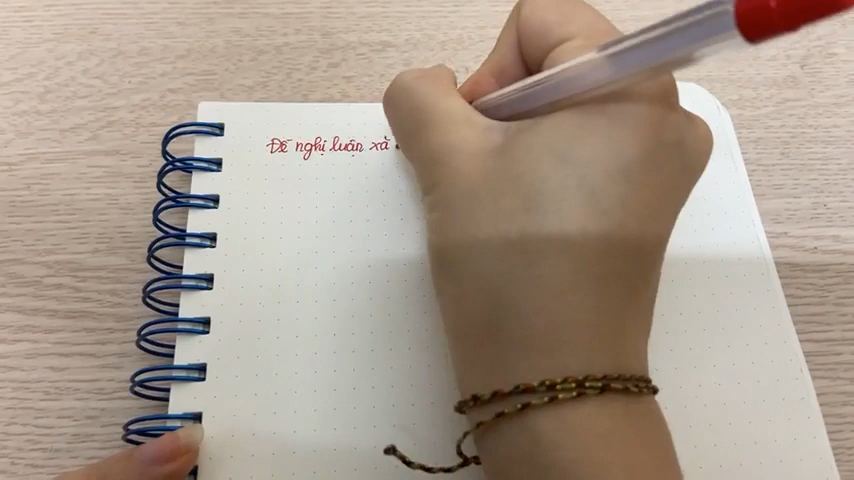 Đề nghị luận xã